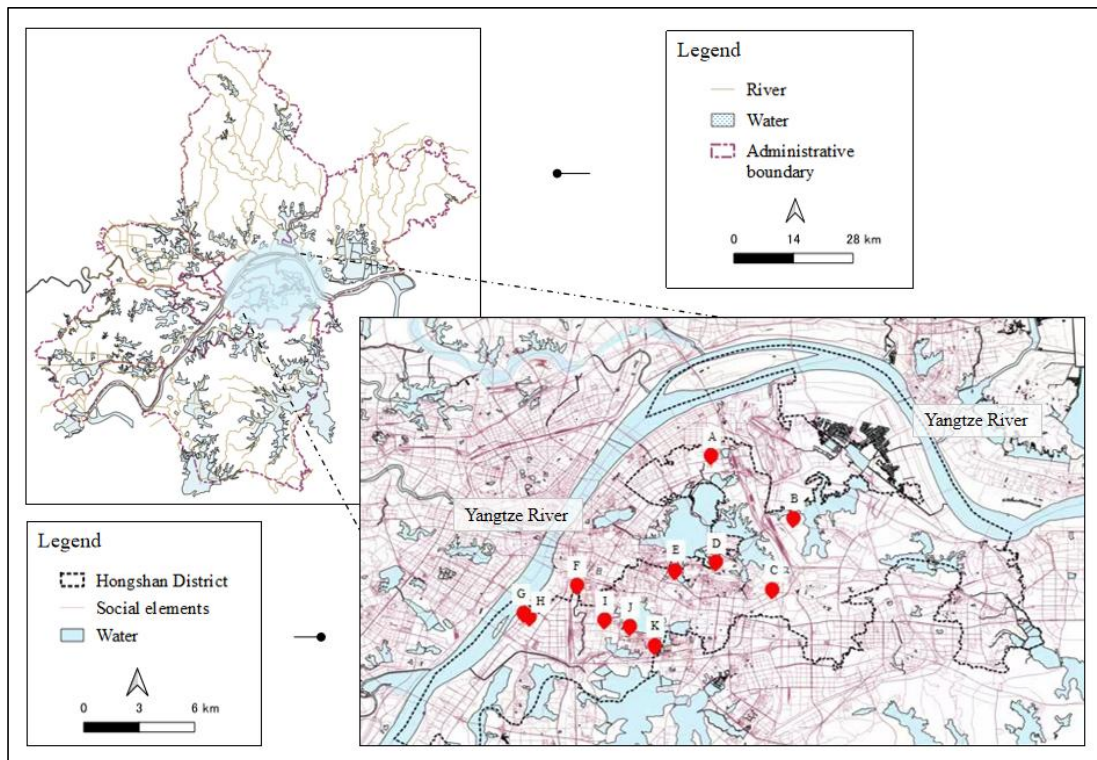 Legend
River
Water
Administrative
boundary
0 14 28 km
Yangtze River
Yangtze River
A
B
C
D
E
F
G
H
I
J
K
Legend
Hongshan District
Social elements
Water
0 3 6 km